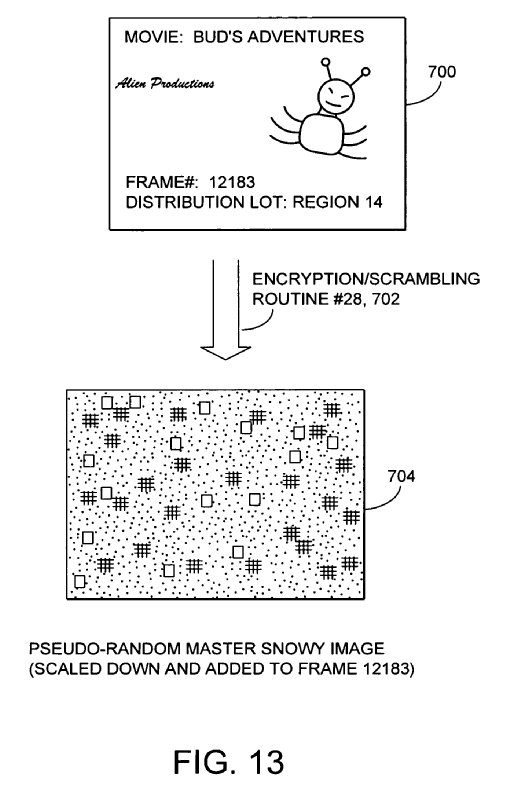 MOVIE: BUD'S ADVENTURES
700
Alien Productions
FRAME#: 12183
DISTRIBUTION LOT: REGION 14
ENCRYPTION/SCRAMBLING
ROUTINE #28, 702
704
PSEUDO-RANDOM MASTER SNOWY IMAGE
(SCALED DOWN AND ADDED TO FRAME 12183)
FIG. 13